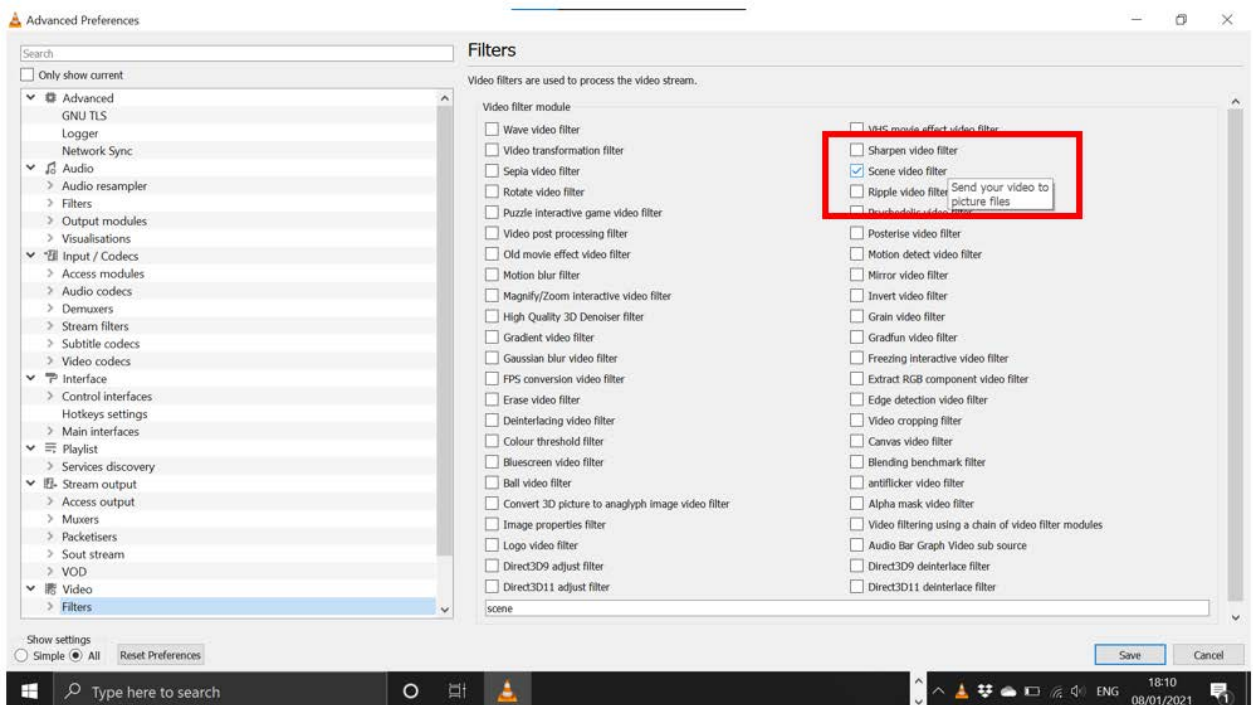 Advanced Preferences
Search
Only show current
Advanced
GNU TLS
Logger
Network Sync
Audio
Audio resampler
Filters
Output modules
Visualisations
Input / Codecs
Access modules
Audio codecs
Demuxers
Stream filters
Subtitle codecs
Video codecs
Interface
Control interfaces
Hotkeys settings
Main interfaces
Playlist
Services discovery
Stream output
Access output
Muxers
Packetisers
Sout stream
VOD
Video
Filters
Show settings
Simple
All
Reset Preferences
Filters
Video filters are used to process the video stream.
Video filter module
Wave video filter
VHS movie effect video filter
Video transformation filter
Sharpen video filter
Sepia video filter
Scene video filter
Rotate video filter
Ripple video filter
Send your video to
picture files
Puzzle interactive game video filter
Psychedelic video filter
Video post processing filter
Posterise video filter
Old movie effect video filter
Motion detect video filter
Motion blur filter
Mirror video filter
Magnify/Zoom interactive video filter
Invert video filter
High Quality 3D Denoiser filter
Grain video filter
Gradient video filter
Gradfun video filter
Gaussian blur video filter
Freezing interactive video filter
FPS conversion video filter
Extract RGB component video filter
Erase video filter
Edge detection video filter
Deinterlacing video filter
Video cropping filter
Colour threshold filter
Canvas video filter
Bluescreen video filter
Blending benchmark filter
Ball video filter
antiflicker video filter
Convert 3D picture to anaglyph image video filter
Alpha mask video filter
Image properties filter
Video filtering using a chain of video filter modules
Logo video filter
Audio Bar Graph Video sub source
Direct3D9 adjust filter
Direct3D9 deinterlace filter
Direct3D11 adjust filter
Direct3D11 deinterlace filter
scene
Save
Cancel
Type here to search
ENG
18:10
08/01/2021
1